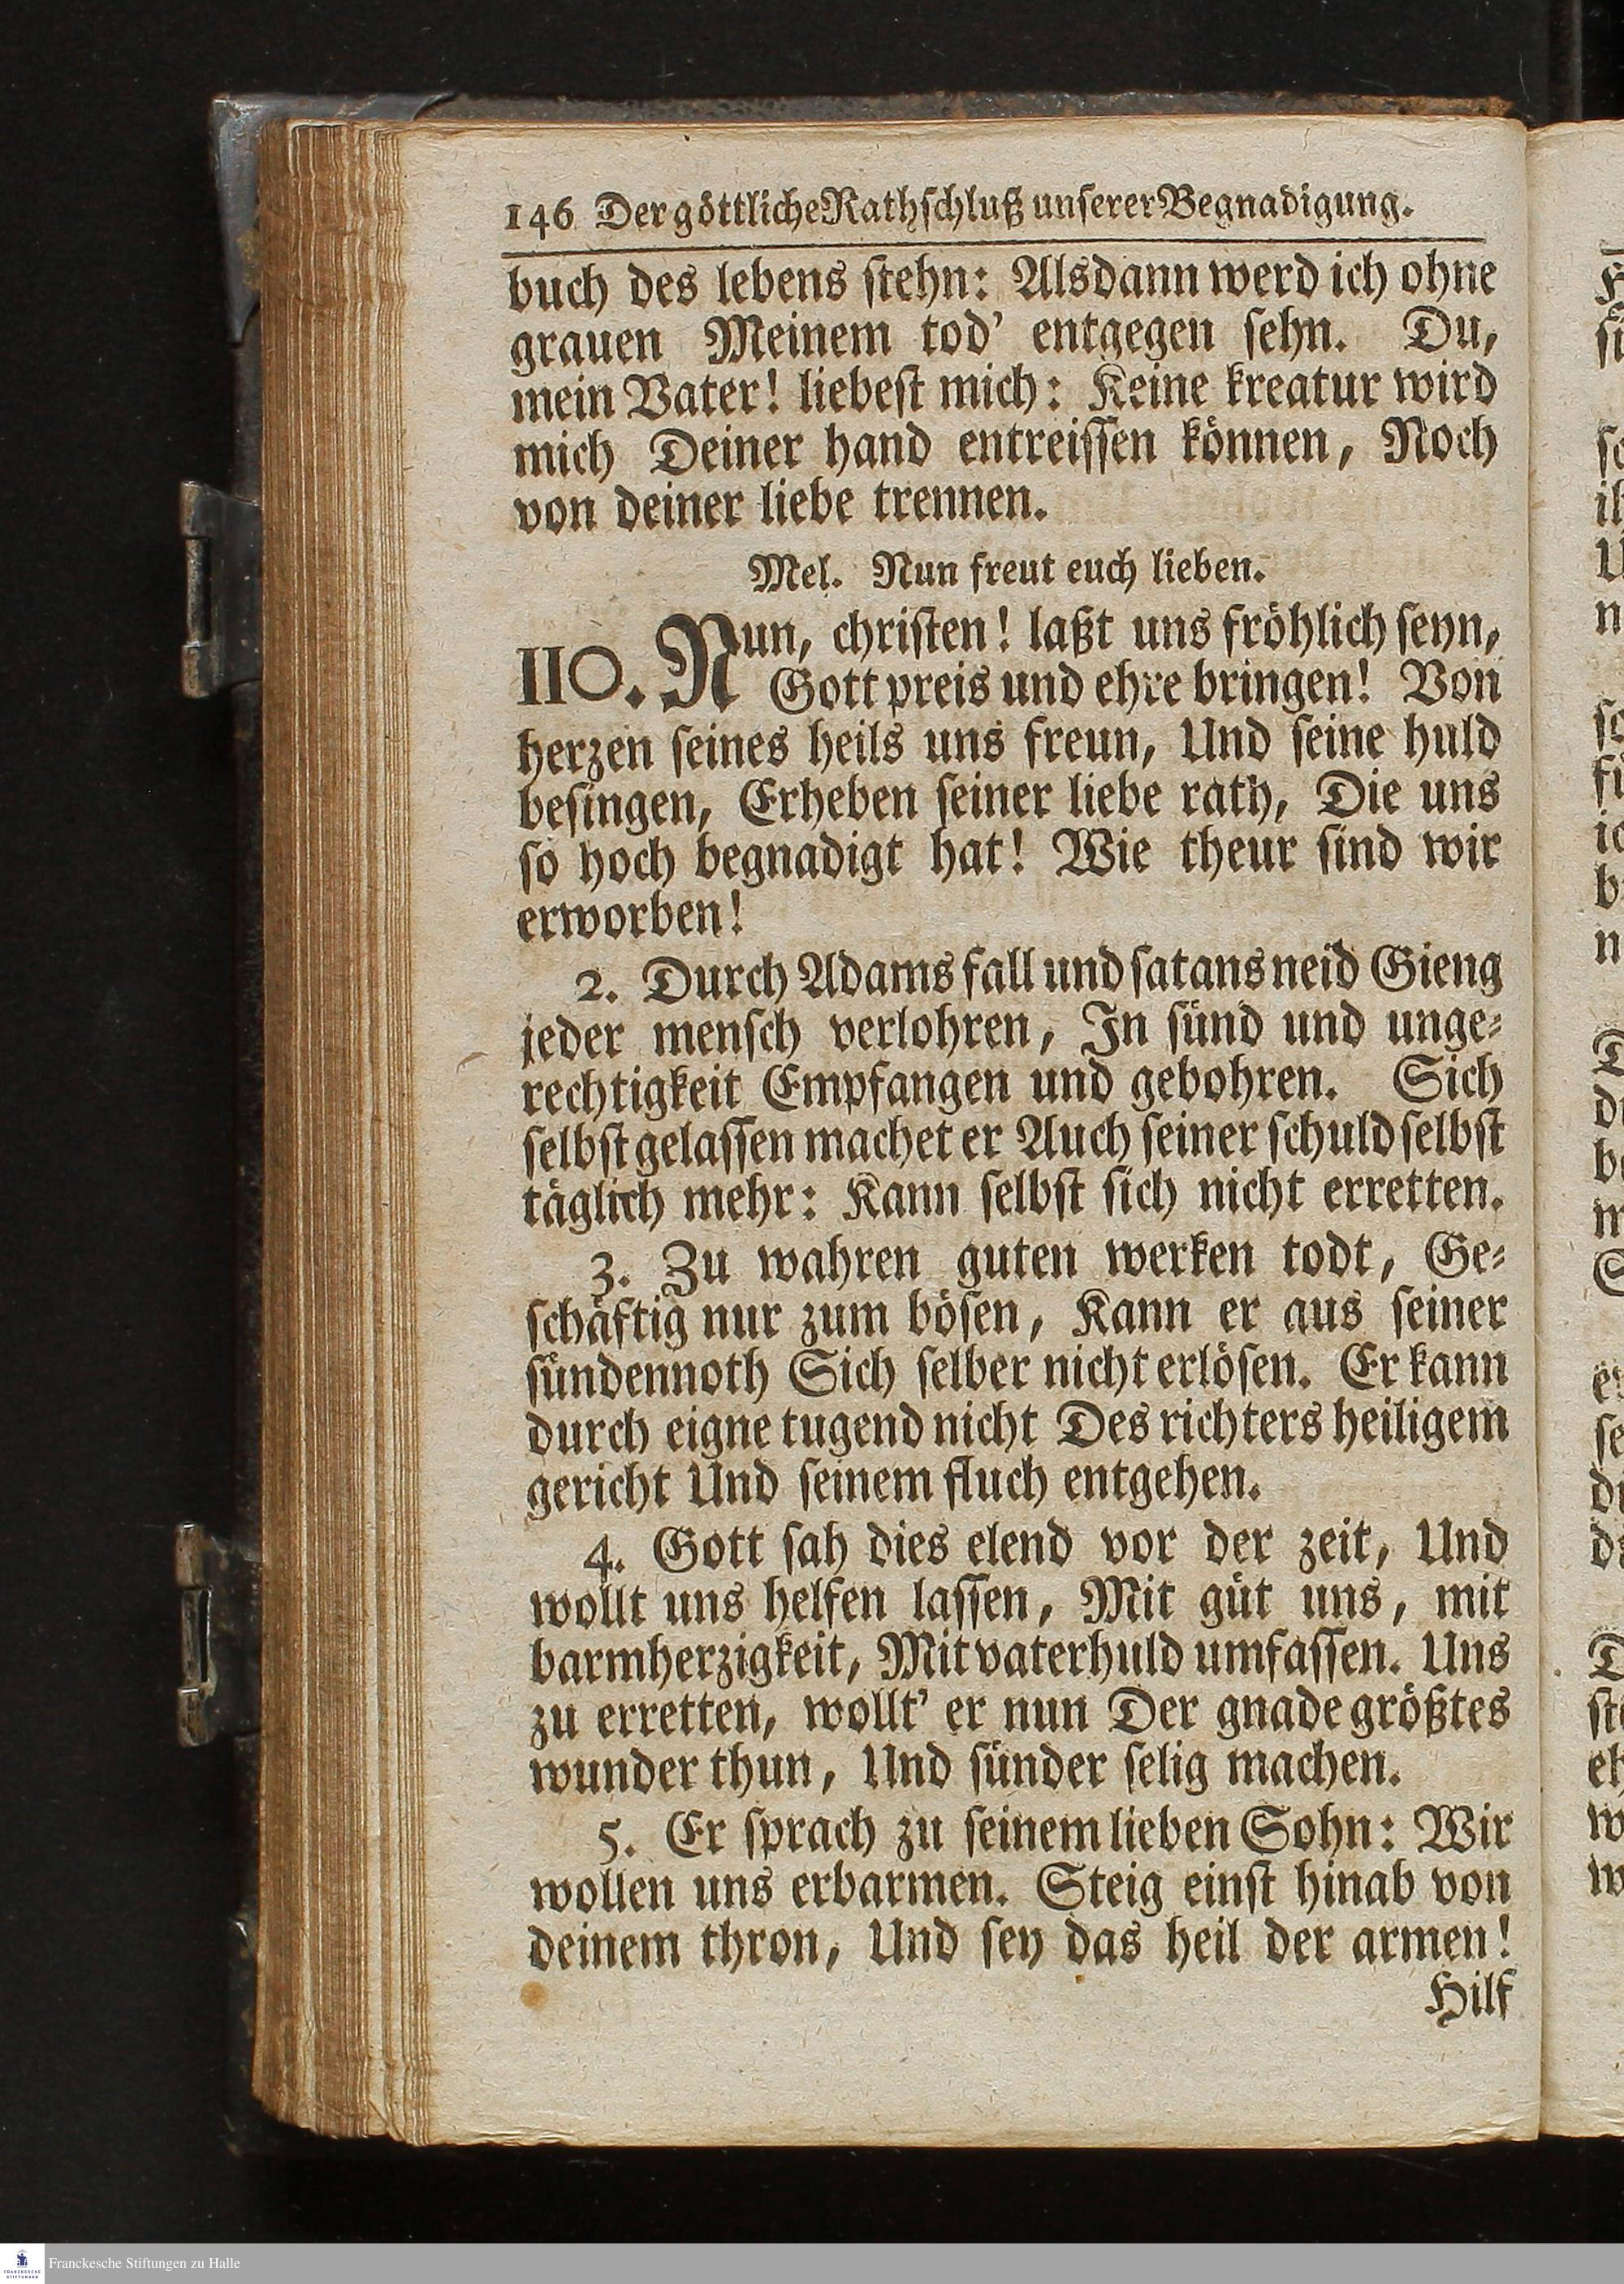 146 Der göttliche Rathschluß unserer Begnadigung.
buch des lebens stehn: Alsdann werd ich ohne
grauen Meinem tod' entgegen sehn. Du,
mein Vater! liebest mich: Keine kreatur wird
mich Deiner hand entreissen können, Noch
von deiner liebe trennen.
Mel. Nun freut euch lieben.
110. Nun, christen! laßt uns fröhlich seyn,
Gott preis und ehre bringen! Von
herzen seines heils uns freun, Und seine huld
besingen, Erheben seiner liebe rath, Die uns
so hoch begnadigt hat! Wie theur sind wir
erworben!
2. Durch Adams fall und satans neid Gieng
jeder mensch verlohren, In sünd und unge-
rechtigkeit Empfangen und gebohren. Sich
selbst gelassen machet er Auch seiner schuld selbst
täglich mehr: Kann selbst sich nicht erretten.
3. Zu wahren guten werken todt, Ge-
schäftig nur zum bösen, Kann er aus seiner
sündennoth Sich selber nicht erlösen. Er kann
durch eigne tugend nicht Des richters heiligem
gericht Und seinem fluch entgehen.
4. Gott sah dies elend vor der zeit, Und
wollt uns helfen lassen, Mit güt uns, mit
barmherzigkeit, Mit vaterhuld umfassen. Uns
zu erretten, wollt' er nun Der gnade größtes
wunder thun, Und sünder selig machen.
5. Er sprach zu seinem lieben Sohn: Wir
wollen uns erbarmen. Steig einst hinab von
deinem thron, Und sey das heil der armen!
Hilf
Franckesche Stiftungen zu Halle